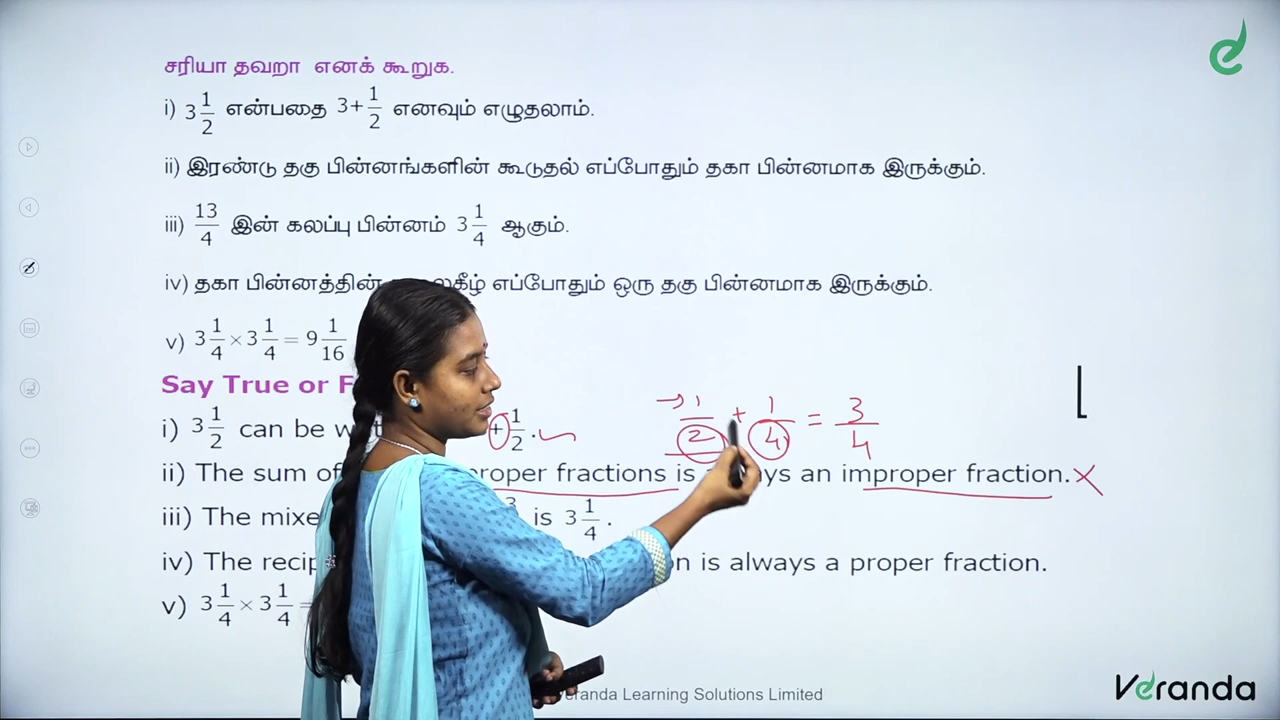 சரியா தவறா எனக் கூறுக.
i) 3 1/2 என்பதை 3+1/2 எனவும் எழுதலாம்.
ii) இரண்டு தகு பின்னங்களின் கூடுதல் எப்போதும் தகா பின்னமாக இருக்கும்.
iii) 13/4 இன் கலப்பு பின்னம் 3 1/4 ஆகும்.
iv) தகா பின்னத்தின் எப்போதும் ஒரு தகு பின்னமாக இருக்கும்.
v) 3 1/4 × 3 1/4 = 9 1/16
Say True or
i) 3 1/2 can be + 1/2.
1/2 + 1/4 = 3/4
ii) The sum of proper fractions is an improper fraction. ×
iii) The is 3 1/4.
iv) The is always a proper fraction.
v) 3 1/4 × 3 1/4 =
Learning Solutions Limited
Veranda